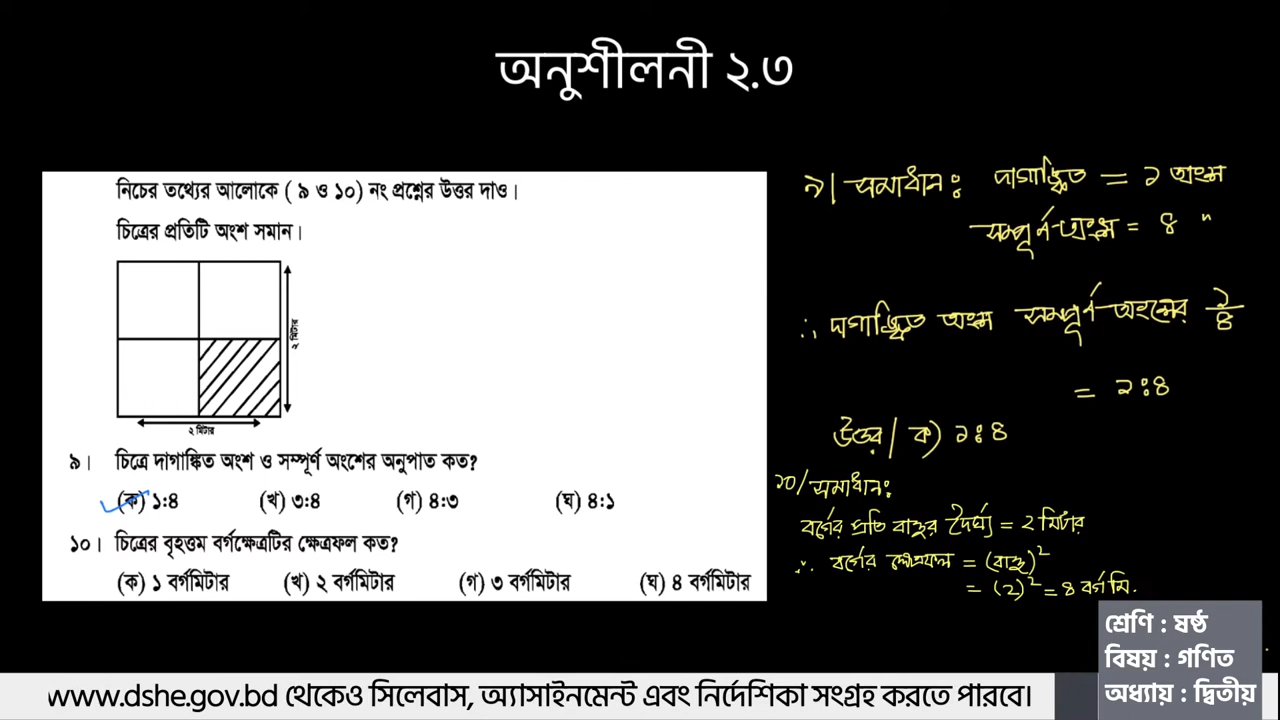 অনুশীলনী ২.৩
নিচের তথ্যের আলোকে ( ৯ ও ১০) নং প্রশ্নের উত্তর দাও।
চিত্রের প্রতিটি অংশ সমান।
২ মিটার
২ মিটার
৯। চিত্রে দাগাঙ্কিত অংশ ও সম্পূর্ণ অংশের অনুপাত কত?
(ক) ১:৪ (খ) ৩:৪ (গ) ৪:৩ (ঘ) ৪:১
১০। চিত্রের বৃহত্তম বর্গক্ষেত্রটির ক্ষেত্রফল কত?
(ক) ১ বর্গমিটার (খ) ২ বর্গমিটার (গ) ৩ বর্গমিটার (ঘ) ৪ বর্গমিটার
৯| সমাধান: দাগাঙ্কিত = ১ অংশ
সম্পূর্ণ অংশ = ৪ "
∴ দাগাঙ্কিত অংশ সম্পূর্ণ অংশের ১/৪
= ১:৪
উত্তর| ক) ১:৪
১০/ সমাধান:
বর্গের প্রতি বাহুর দৈর্ঘ্য = ২ মিটার
∴ বর্গের ক্ষেত্রফল = (বাহু)²
= (২)² = ৪ বর্গমি.
শ্রেণি : ষষ্ঠ
বিষয় : গণিত
অধ্যায় : দ্বিতীয়
www.dshe.gov.bd থেকেও সিলেবাস, অ্যাসাইনমেন্ট এবং নির্দেশিকা সংগ্রহ করতে পারবে।